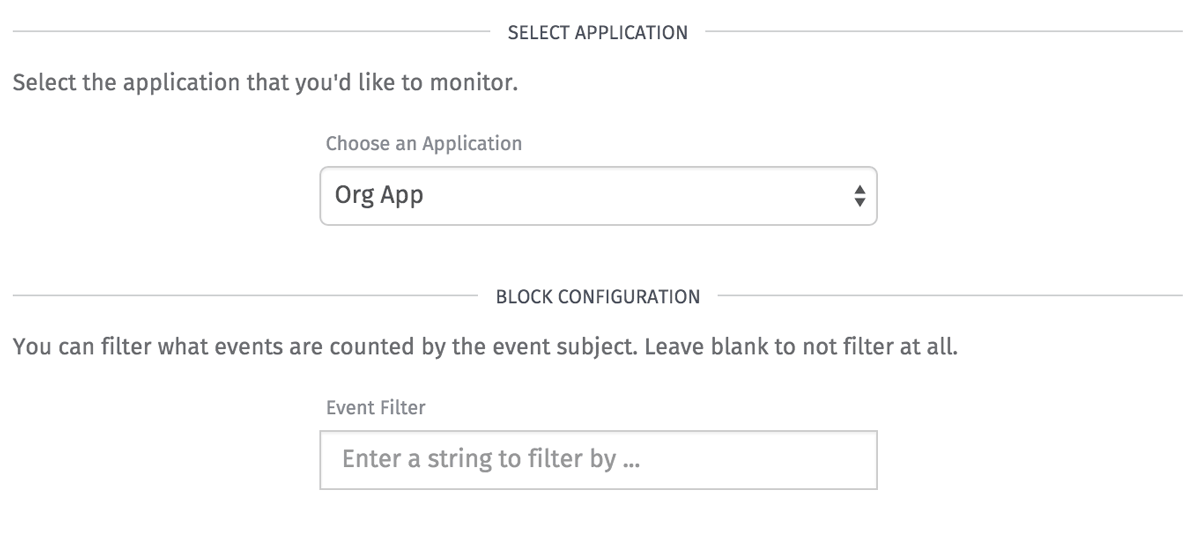 SELECT APPLICATION
Select the application that you'd like to monitor.
Choose an Application
Org App
BLOCK CONFIGURATION
You can filter what events are counted by the event subject. Leave blank to not filter at all.
Event Filter
Enter a string to filter by ...